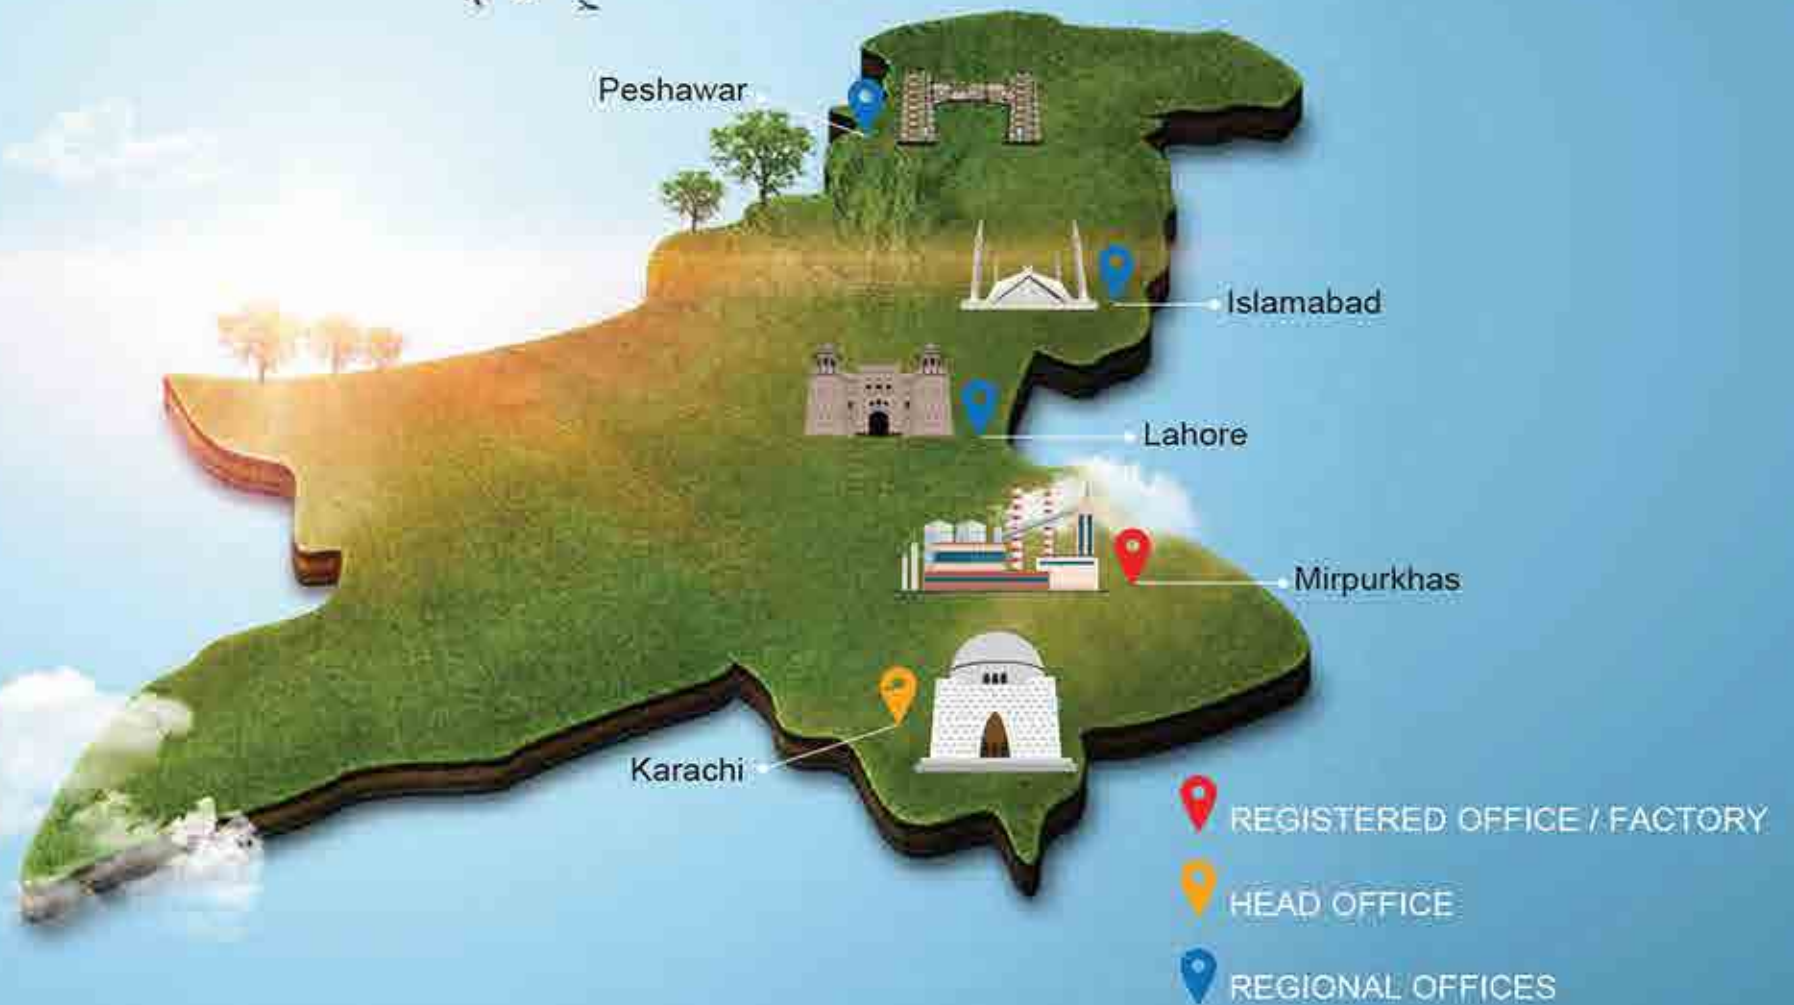 Peshawar
Islamabad
Lahore
Mirpurkhas
Karachi
REGISTERED OFFICE / FACTORY
HEAD OFFICE
REGIONAL OFFICES